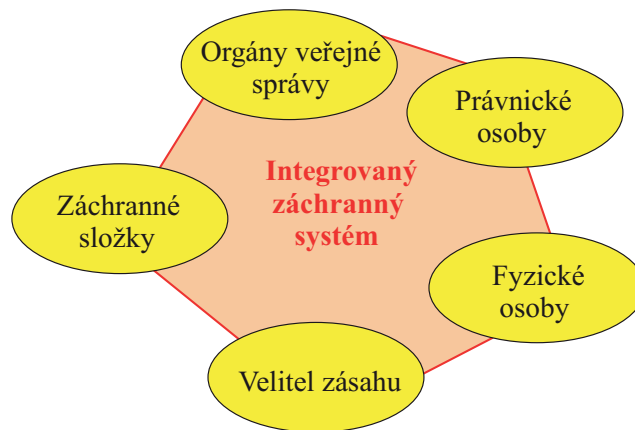 Orgány veřejné
správy
Právnické
osoby
Integrovaný
záchranný
systém
Záchranné
složky
Fyzické
osoby
Velitel zásahu